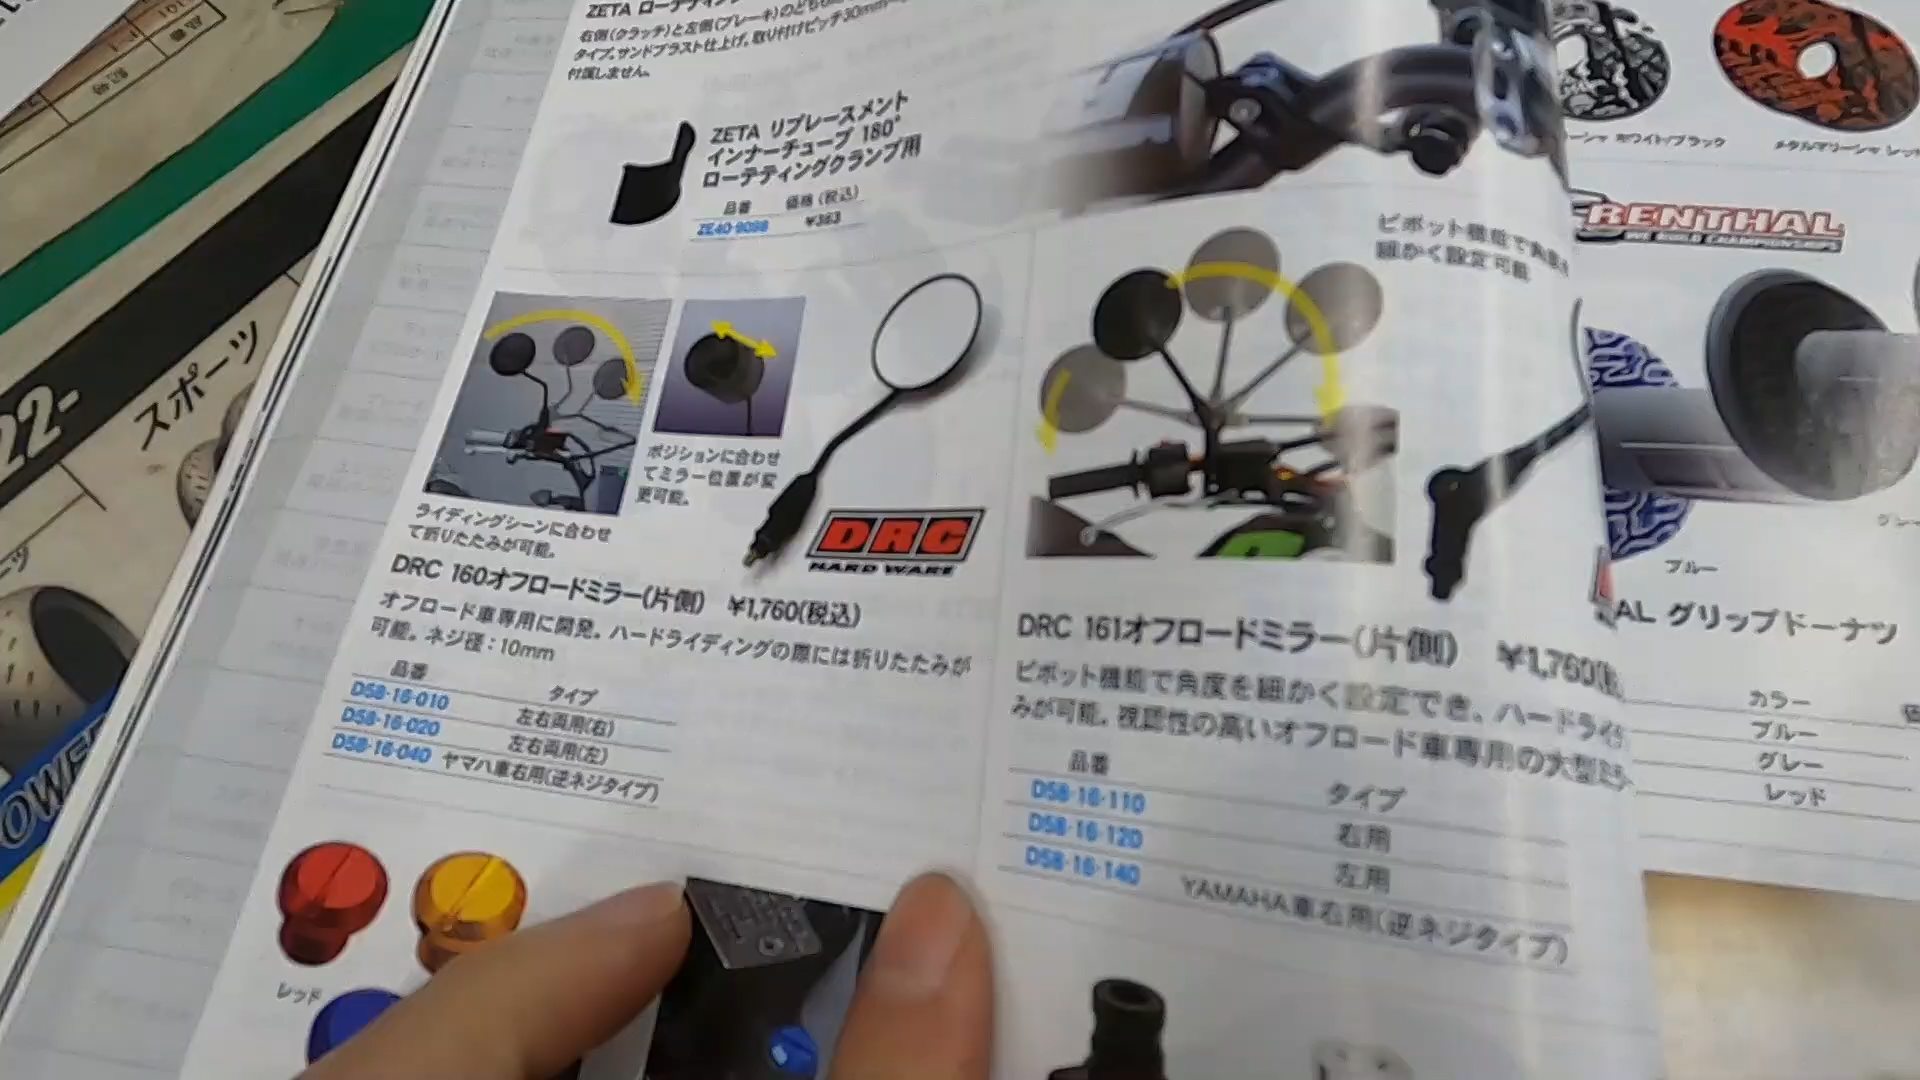 ZETA
右側(クラッチ)と左側(ブレーキ)の
タイプ。サンドブラスト仕上げ。取り付けピッチ30mm
付属しません。
ZETA リプレースメント
インナーチューブ 180°
ローテティングクランプ用
品番 価格(税込)
ZE40-9098 ¥363
ポジションに合わせ
てミラー位置が変
更可能。
ライディングシーンに合わせ
て折りたたみが可能。
DRC
HARD WARE
DRC 160オフロードミラー(片側) ¥1,760(税込)
オフロード車専用に開発。ハードライディングの際には折りたたみが
可能。ネジ径:10mm
品番 タイプ
D58-16-010 左右両用(右)
D58-16-020 左右両用(左)
D58-16-040 ヤマハ車右用(逆ネジタイプ)
レッド
ピボット機能で角度を
細かく設定可能
DRC 161オフロードミラー(片側) ¥1,760(税
ピボット機能で角度を細かく設定でき、ハードライ
みが可能。視認性の高いオフロード車専用の大型ミラ
品番 タイプ
D58-16-110 右用
D58-16-120 左用
D58-16-140 YAMAHA車右用(逆ネジタイプ)
ホワイト/ブラック
RENTHAL
ブルー
グレー
AL グリップドーナツ
カラー
ブルー
グレー
レッド
22-
スポーツ
品番